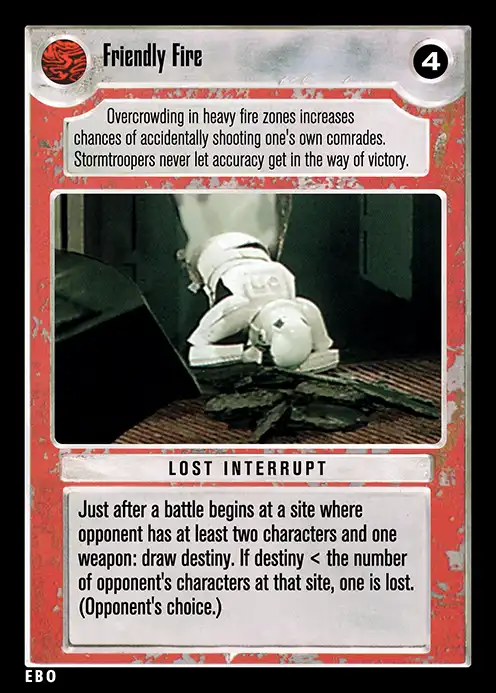 Friendly Fire
4
Overcrowding in heavy fire zones increases
chances of accidentally shooting one's own comrades.
Stormtroopers never let accuracy get in the way of victory.
LOST INTERRUPT
Just after a battle begins at a site where
opponent has at least two characters and one
weapon: draw destiny. If destiny < the number
of opponent's characters at that site, one is lost.
(Opponent's choice.)
EBO